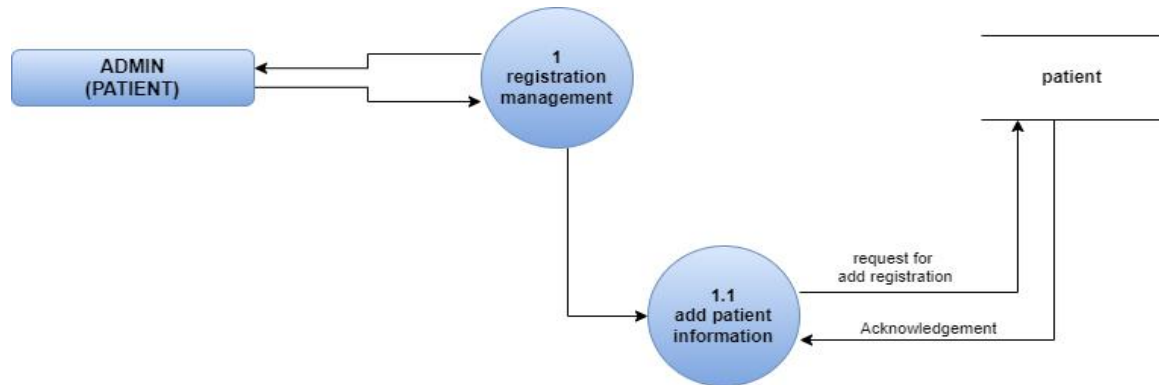 ADMIN
(PATIENT)
1
registration
management
patient
request for
add registration
1.1
add patient
information
Acknowledgement